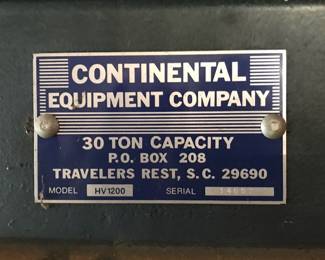 CONTINENTAL
EQUIPMENT COMPANY
30 TON CAPACITY
P.O. BOX 208
TRAVELERS REST, S.C. 29690
MODEL HV1200 SERIAL